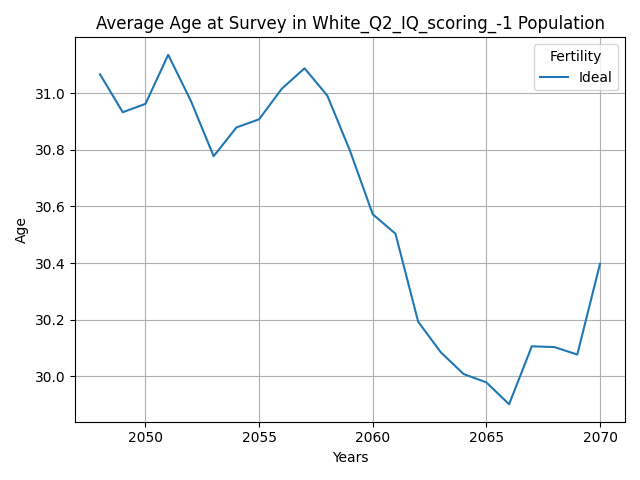 Average Age at Survey in White_Q2_IQ_scoring_-1 Population
Fertility
Ideal
31.0
30.8
30.6
30.4
30.2
30.0
Age
2050
2055
2060
2065
2070
Years